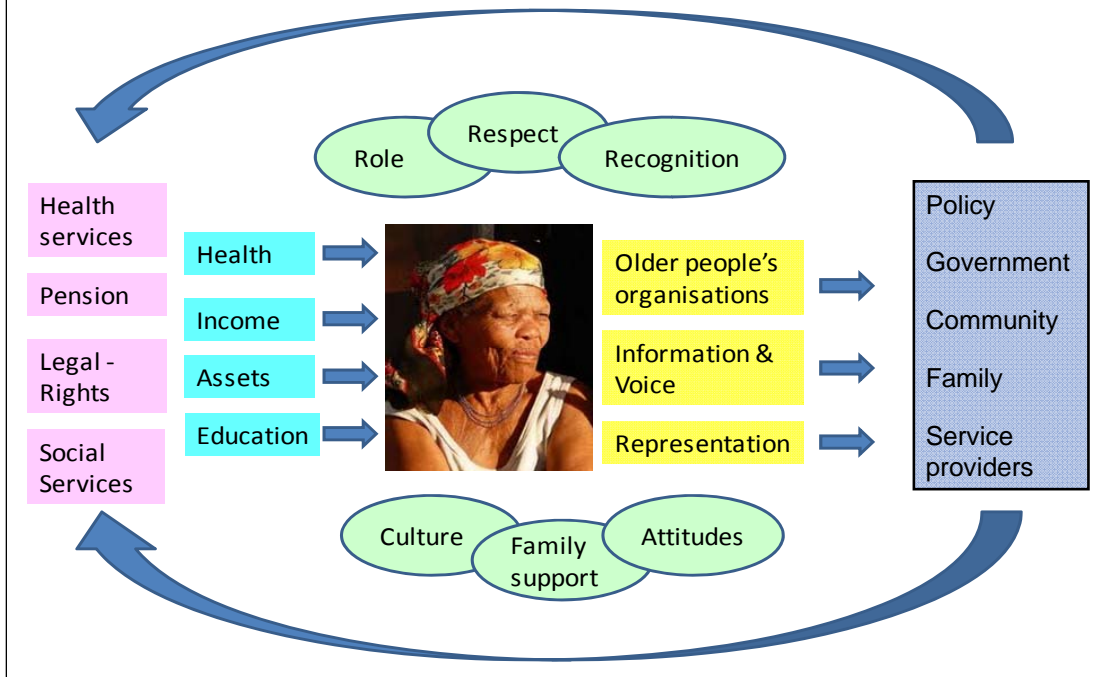 Role
Respect
Recognition
Health
services
Pension
Legal -
Rights
Social
Services
Health
Income
Assets
Education
Older people's
organisations
Information &
Voice
Representation
Policy
Government
Community
Family
Service
providers
Culture
Family
support
Attitudes